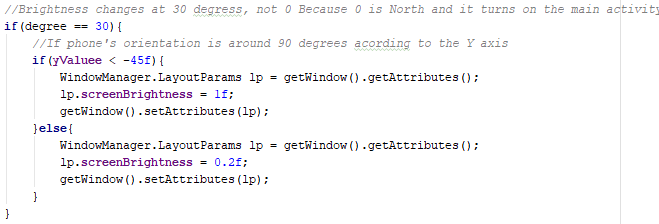 //Brightness changes at 30 degress, not 0 Because 0 is North and it turns on the main activity
if(degree == 30){
//If phone's orientation is around 90 degrees acording to the Y axis
if(yValuee < -45f){
WindowManager.LayoutParams lp = getWindow().getAttributes();
lp.screenBrightness = 1f;
getWindow().setAttributes(lp);
}else{
WindowManager.LayoutParams lp = getWindow().getAttributes();
lp.screenBrightness = 0.2f;
getWindow().setAttributes(lp);
}
}